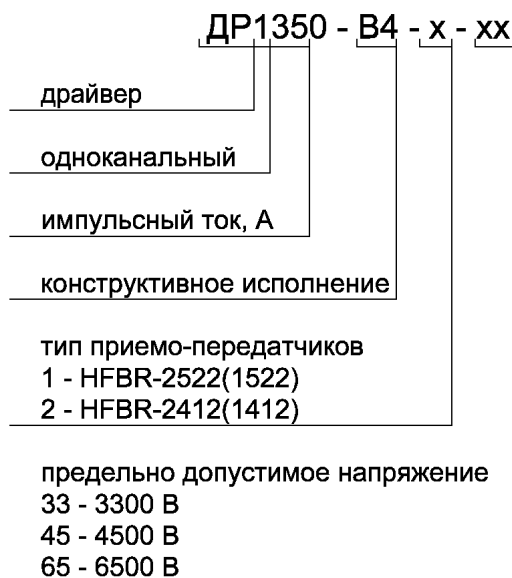 ДР1350 - В4 - х - хх
драйвер
одноканальный
импульсный ток, А
конструктивное исполнение
тип приемо-передатчиков
1 - HFBR-2522(1522)
2 - HFBR-2412(1412)
предельно допустимое напряжение
33 - 3300 В
45 - 4500 В
65 - 6500 В